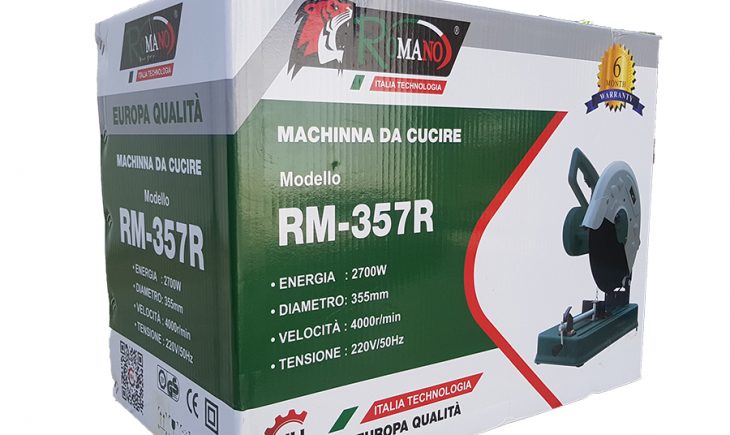 ROMANO
ITALIA TECHNOLOGIA
EUROPA QUALITÀ
MACHINNA DA CUCIRE
Modello
RM-357R
• ENERGIA : 2700W
• DIAMETRO: 355mm
• VELOCITÀ : 4000r/min
• TENSIONE : 220V/50Hz
ROMANO®
ITALIA TECHNOLOGIA
6
MONTH
WARRANTY
MACHINNA DA CUCIRE
Modello
RM-357R
• ENERGIA : 2700W
• DIAMETRO: 355mm
• VELOCITÀ : 4000r/min
• TENSIONE : 220V/50Hz
ITALIA TECHNOLOGIA
EUROPA QUALITÀ